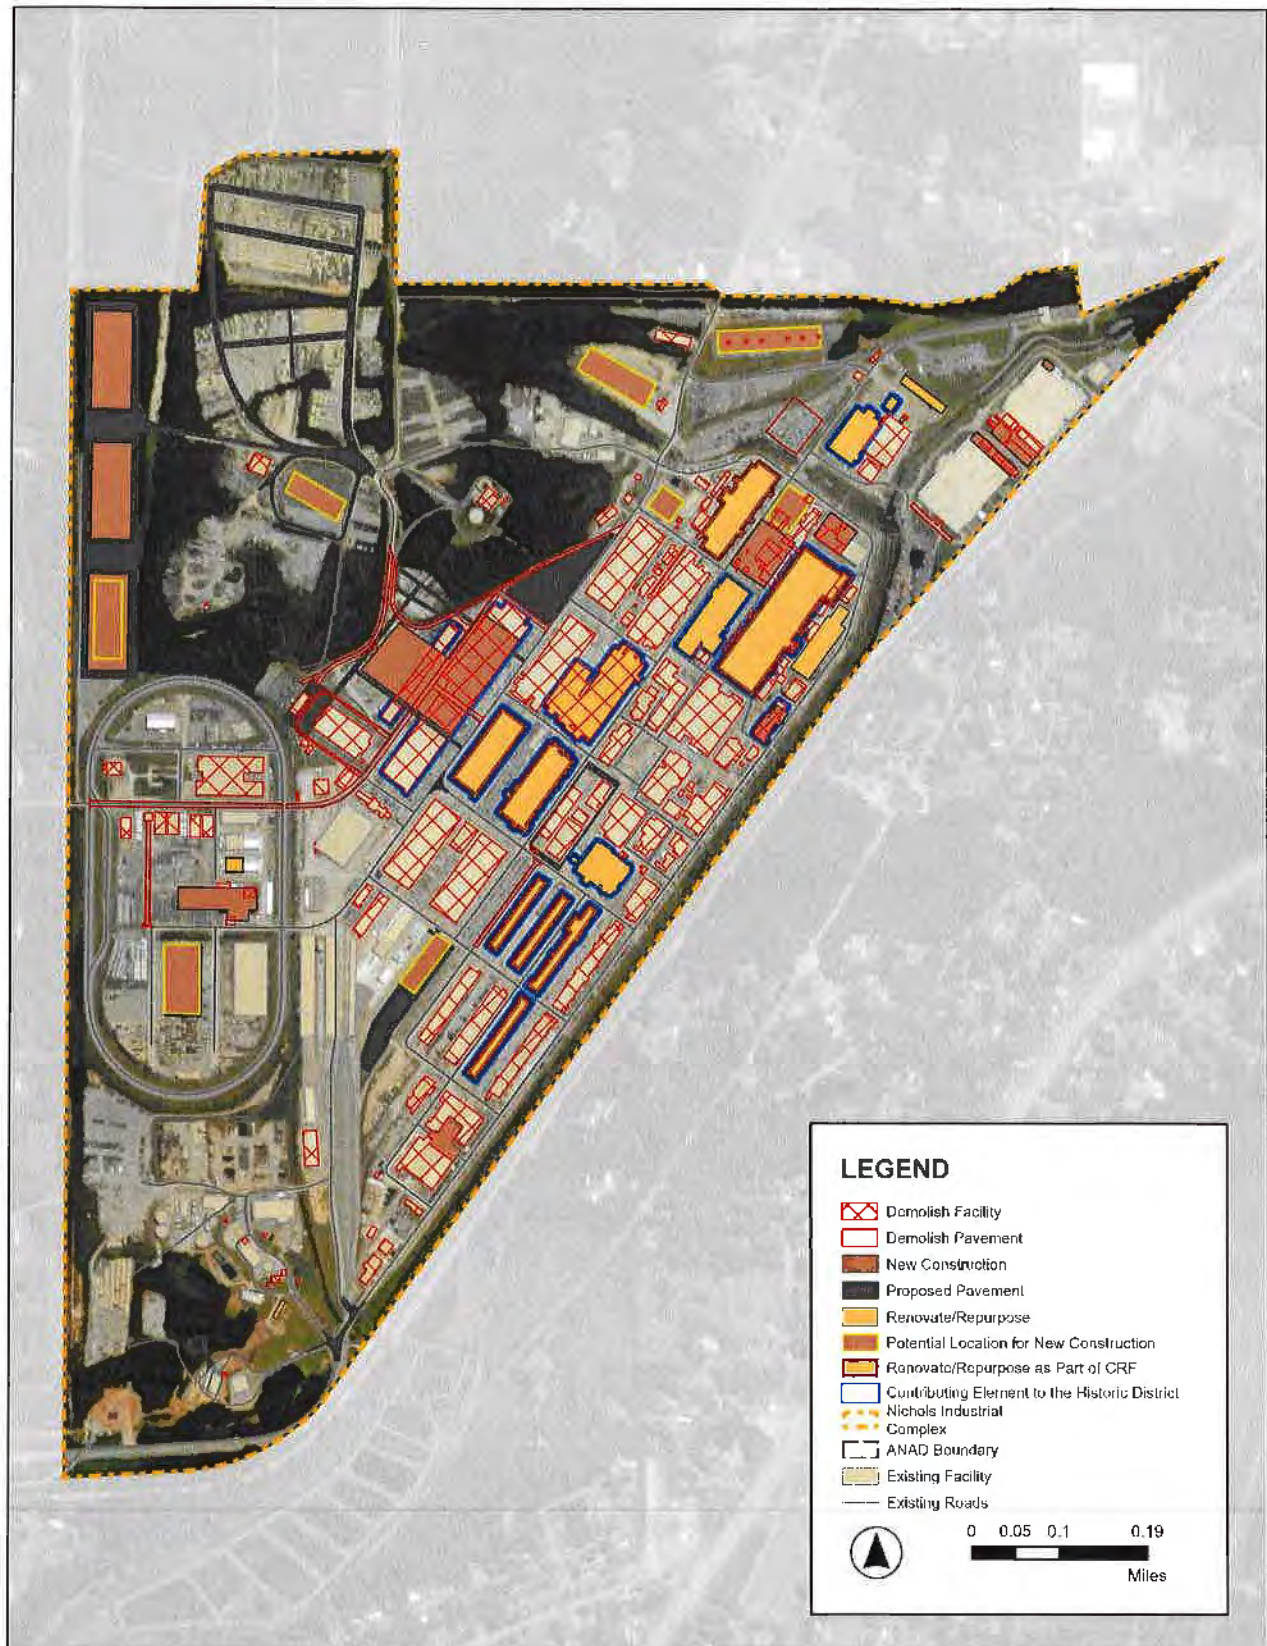 LEGEND
Demolish Facility
Demolish Pavement
New Construction
Proposed Pavement
Renovate/Repurpose
Potential Location for New Construction
Renovate/Repurpose as Part of CRF
Contributing Element to the Historic District
Nichols Industrial
Complex
ANAD Boundary
Existing Facility
Existing Roads
0 0.05 0.1 0.19
Miles